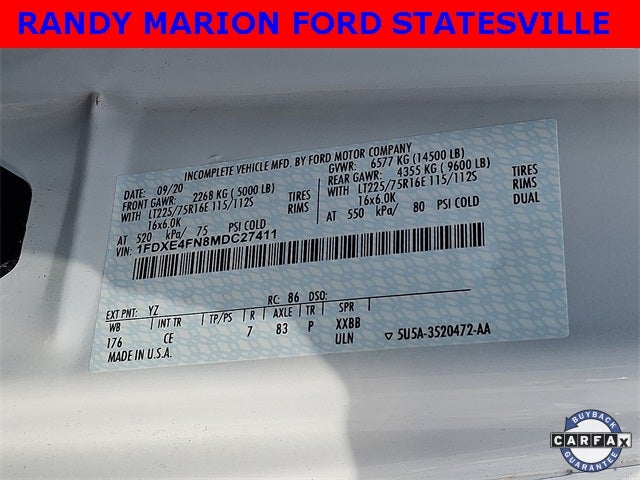 RANDY MARION FORD STATESVILLE
INCOMPLETE VEHICLE MFD. BY FORD MOTOR COMPANY
DATE: 09/20 GVWR: 6577 KG (14500 LB)
FRONT GAWR: 2268 KG ( 5000 LB) REAR GAWR: 4355 KG ( 9600 LB)
WITH LT225/75R16E 115/112S TIRES WITH LT225/75R16E 115/112S TIRES
16x6.0K RIMS 16x6.0K RIMS
AT 520 kPa/ 75 PSI COLD AT 550 kPa/ 80 PSI COLD DUAL
VIN: 1FDXE4FN8MDC27411
EXT PNT: YZ RC: 86 DSO:
WB INT TR TP/PS R AXLE TR SPR
176 CE 7 83 P XXBB
MADE IN U.S.A. ULN 5U5A-3520472-AA
BUYBACK
CARFAX
GUARANTEE